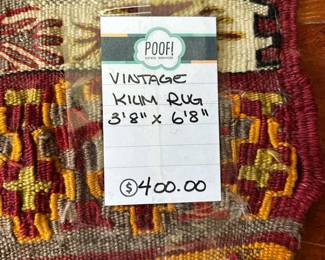 POOF!
VINTAGE
KILIM RUG
3'8" x 6'8"
$400.00